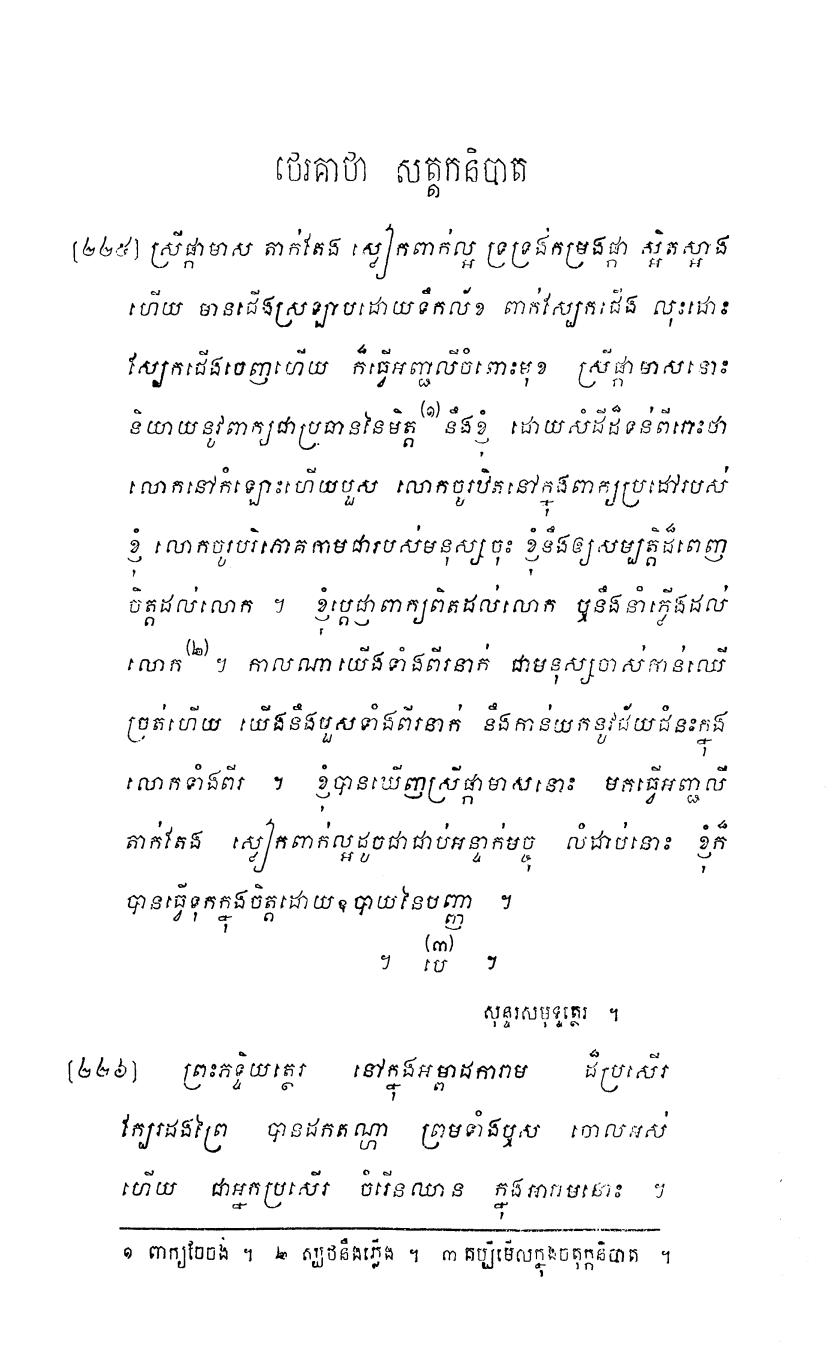 ថេរគាថា សត្តកនិបាត
[២២៥] ស្រីផ្កាមាស តាក់តែង ស្លៀកពាក់ល្អ ទ្រទ្រង់កម្រងផ្កា ស្អិតស្អាង
ហើយ មានជើងស្រឡាបដោយទឹកល័ខ ពាក់ស្បែកជើង លុះដោះ
ស្បែកជើងចេញហើយ ក៏ធ្វើអញ្ជលីចំពោះមុខ ស្រីផ្កាមាសនោះ
និយាយនូវពាក្យជាប្រធាននៃមិត្ត(១)នឹងខ្ញុំ ដោយសំដីដ៏ទន់ពីពោះថា
លោកនៅកំឡោះហើយបួស លោកចូរឋិតនៅក្នុងពាក្យប្រដៅរបស់
ខ្ញុំ លោកចូរបរិភោគកាមជារបស់មនុស្សចុះ ខ្ញុំនឹងឲ្យសម្បត្តិដ៏ពេញ
ចិត្តដល់លោក ។ ខ្ញុំប្តេជ្ញាពាក្យពិតដល់លោក ឬនឹងនាំភ្លើងដល់
លោក(២)។ កាលណាយើងទាំងពីរនាក់ ជាមនុស្សចាស់កាន់ឈើ
ច្រត់ហើយ យើងនឹងបួសទាំងពីរនាក់ នឹងកាន់យកនូវជ័យជំនះក្នុង
លោកទាំងពីរ ។ ខ្ញុំបានឃើញស្រីផ្កាមាសនោះ មកធ្វើអញ្ជលី
តាក់តែង ស្លៀកពាក់ល្អដូចជាជាប់អន្ទាក់មច្ចុ លំដាប់នោះ ខ្ញុំក៏
បានធ្វើទុកក្នុងចិត្តដោយឧបាយនៃបញ្ញា ។
។ បេ(៣) ។
សុន្ទរសមុទ្ទត្ថេរ ។
[២២៦] ព្រះភទ្ទិយត្ថេរ នៅក្នុងអម្ពាដការាម ដ៏ប្រសើរ
ក្បែរដងព្រៃ បានដកតណ្ហា ព្រមទាំងឫស ចោលអស់
ហើយ ជាអ្នកប្រសើរ ចំរើនឈាន ក្នុងអារាមនោះ ។
១ ពាក្យចែចង់ ។ ២ ស្បថនឹងភ្លើង ។ ៣ គប្បីមើលក្នុងចតុក្កនិបាត ។